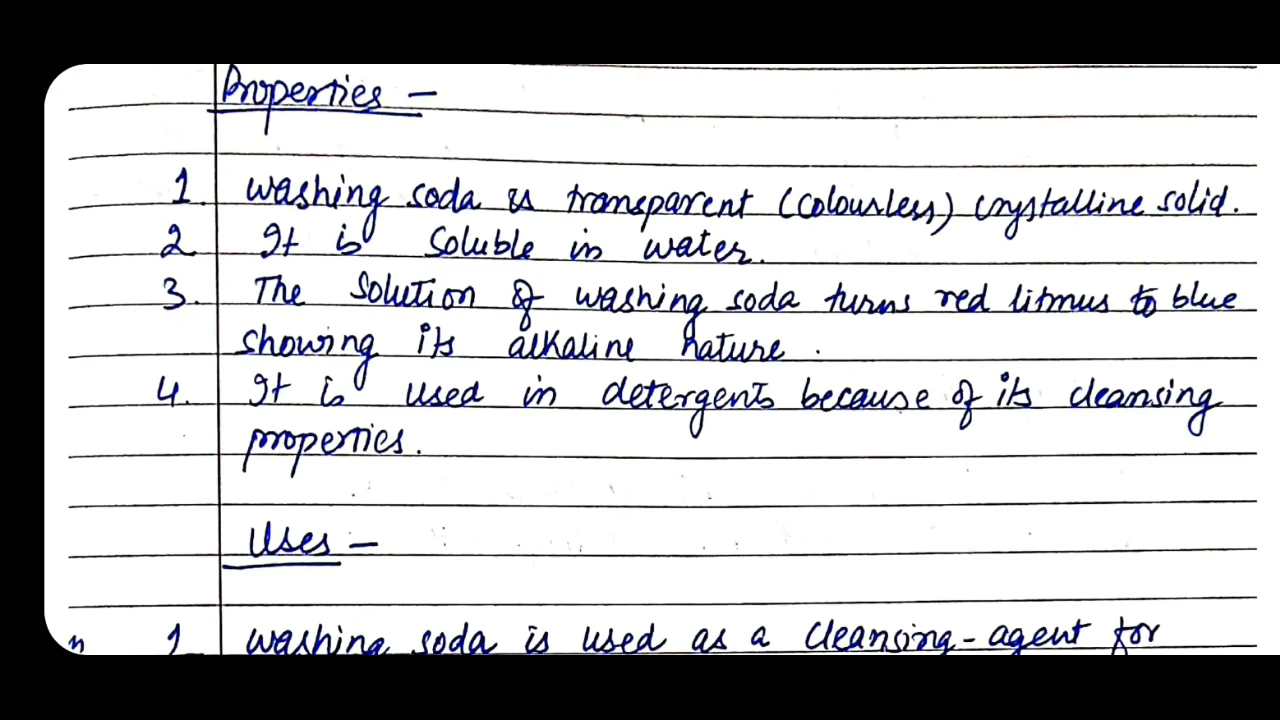 Properties -
1. Washing soda is transparent (colourless) crystalline solid.
2. It is soluble in water.
3. The solution of washing soda turns red litmus to blue
showing its alkaline nature.
4. It is used in detergents because of its cleansing
properties.
Uses -
1 washing soda is used as a cleansing-agent for